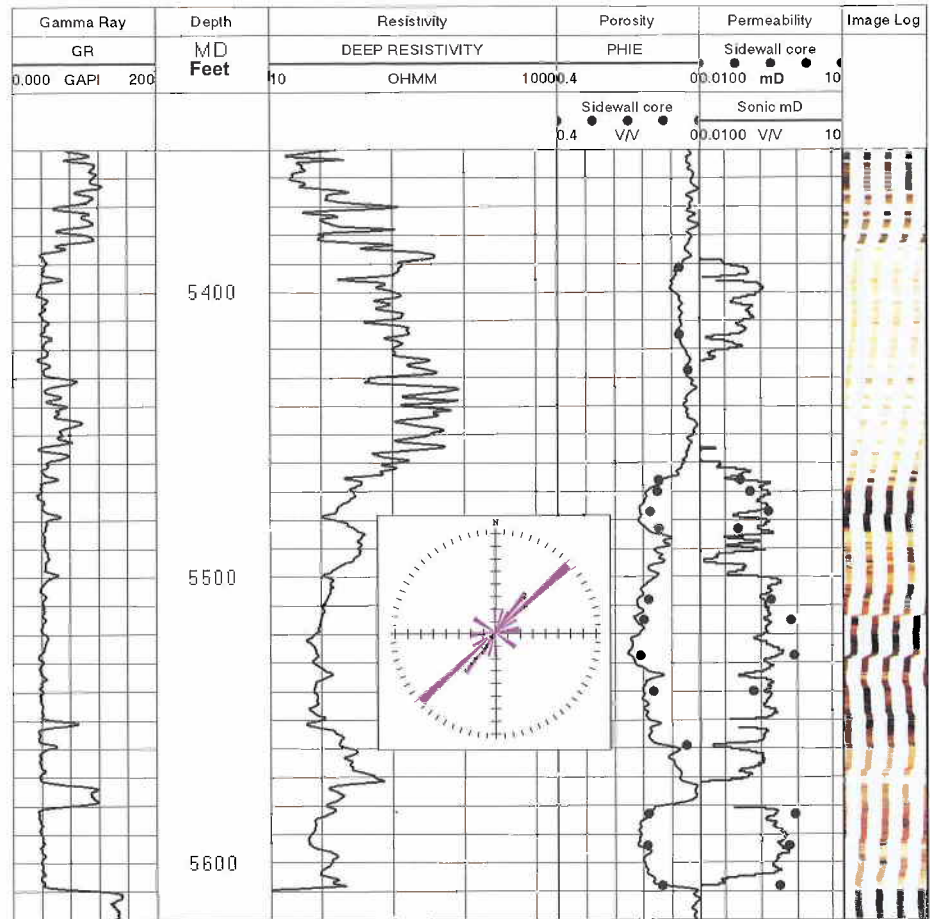 Gamma Ray Depth Resistivity Porosity Permeability Image Log
GR MD Feet DEEP RESISTIVITY PHIE Sidewall core
0.000 GAPI 200 10 OHMM 1000 0.4 0 0.0100 mD 10
Sidewall core Sonic mD
0.4 V/V 0 0.0100 V/V 10
5400
N
5500
5600